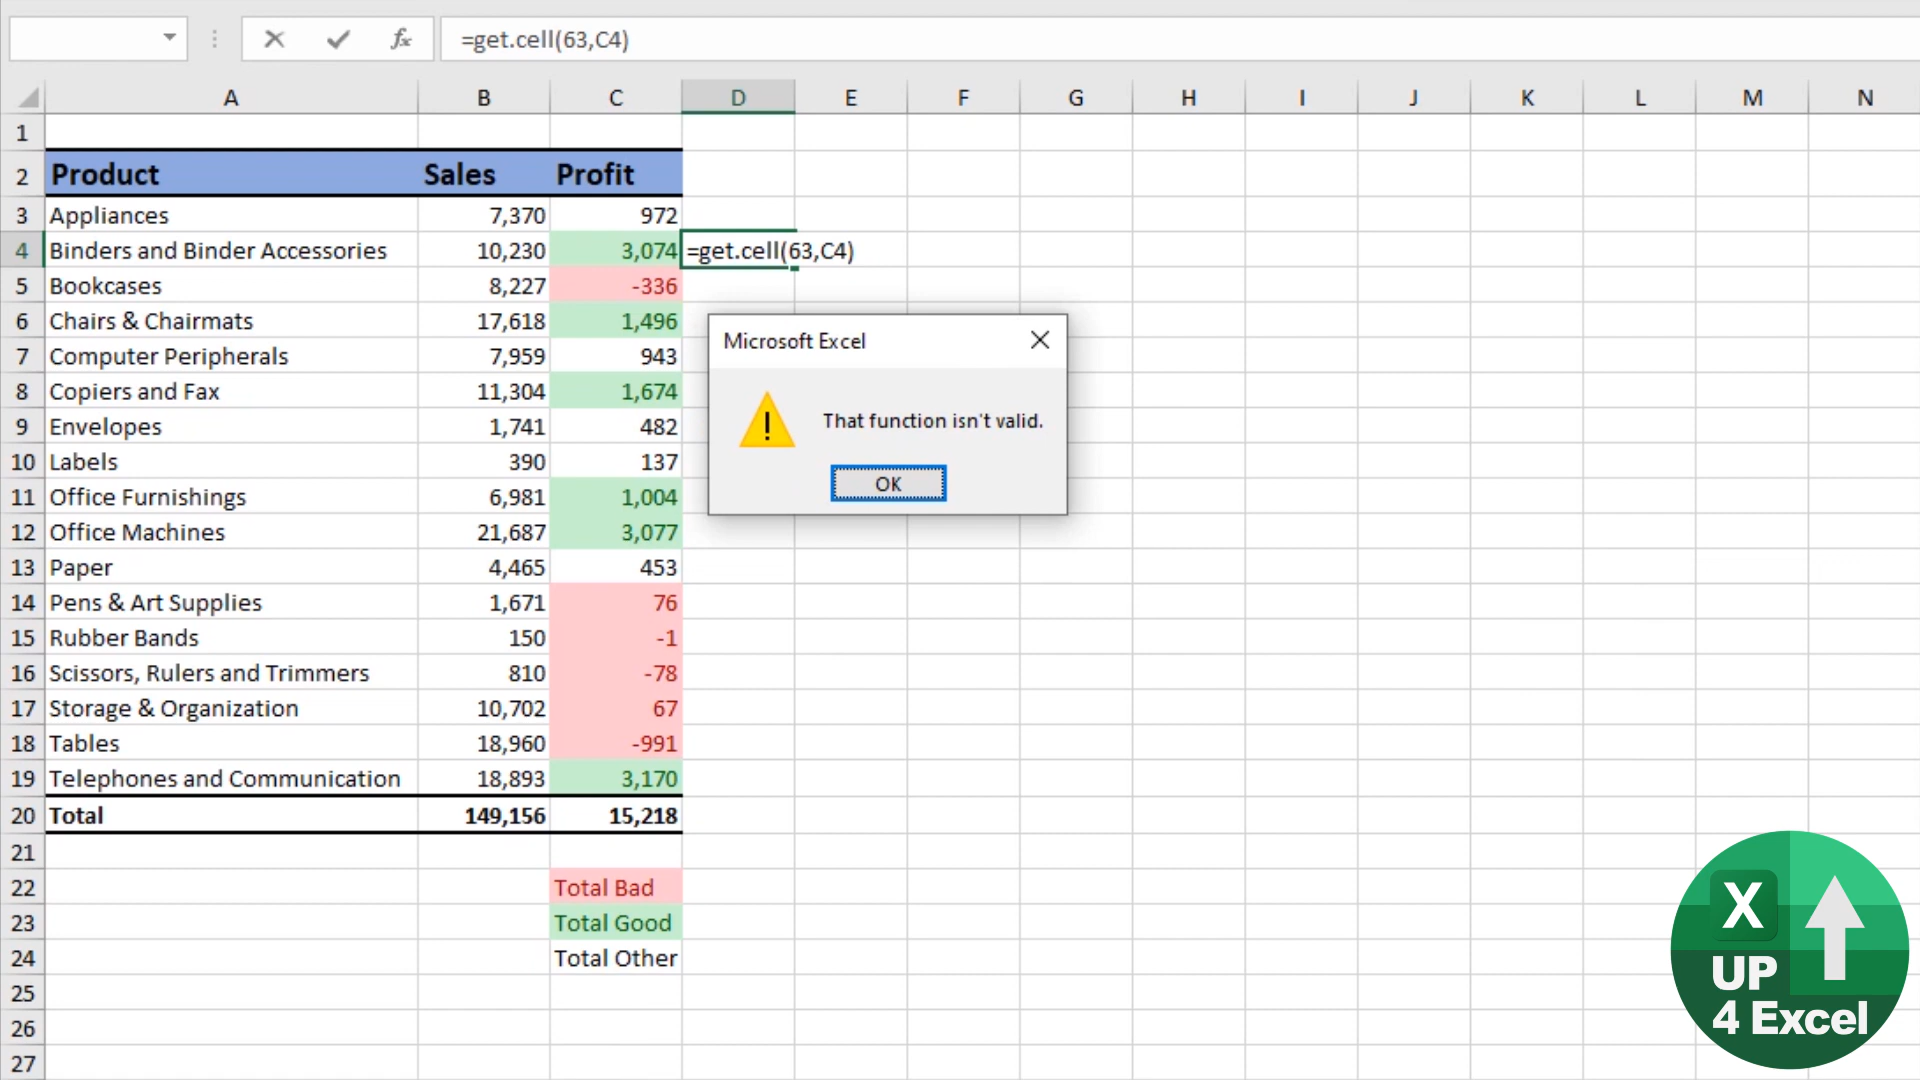 fx =get.cell(63,C4)
A B C D E F G H I J K L M N
1
2 Product Sales Profit
3 Appliances 7,370 972
4 Binders and Binder Accessories 10,230 3,074 =get.cell(63,C4)
5 Bookcases 8,227 -336
6 Chairs & Chairmats 17,618 1,496
Microsoft Excel
7 Computer Peripherals 7,959 943
8 Copiers and Fax 11,304 1,674
That function isn't valid.
9 Envelopes 1,741 482
10 Labels 390 137
OK
11 Office Furnishings 6,981 1,004
12 Office Machines 21,687 3,077
13 Paper 4,465 453
14 Pens & Art Supplies 1,671 76
15 Rubber Bands 150 -1
16 Scissors, Rulers and Trimmers 810 -78
17 Storage & Organization 10,702 67
18 Tables 18,960 -991
19 Telephones and Communication 18,893 3,170
20 Total 149,156 15,218
21
22 Total Bad
23 Total Good
24 Total Other
25
26
27
X
UP
4 Excel